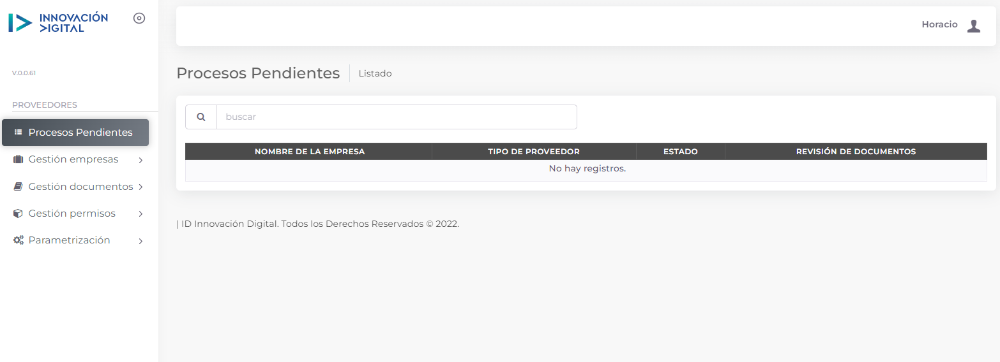 INNOVACIÓN
DIGITAL
Horacio
V.0.0.61
Procesos Pendientes
Listado
PROVEEDORES
Procesos Pendientes
Gestión empresas
Gestión documentos
Gestión permisos
Parametrización
buscar
NOMBRE DE LA EMPRESA TIPO DE PROVEEDOR ESTADO REVISIÓN DE DOCUMENTOS
No hay registros.
| ID Innovación Digital. Todos los Derechos Reservados © 2022.